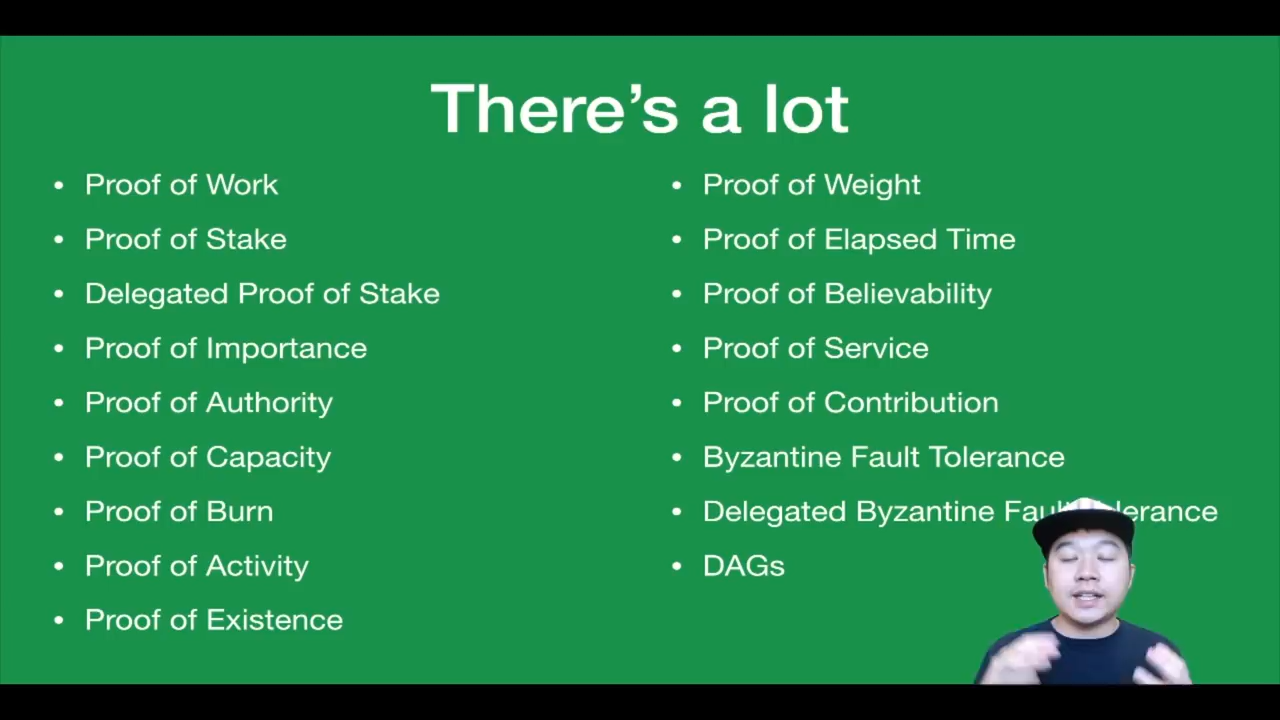 There's a lot
• Proof of Work
• Proof of Stake
• Delegated Proof of Stake
• Proof of Importance
• Proof of Authority
• Proof of Capacity
• Proof of Burn
• Proof of Activity
• Proof of Existence
• Proof of Weight
• Proof of Elapsed Time
• Proof of Believability
• Proof of Service
• Proof of Contribution
• Byzantine Fault Tolerance
• Delegated Byzantine Fault Tolerance
• DAGs